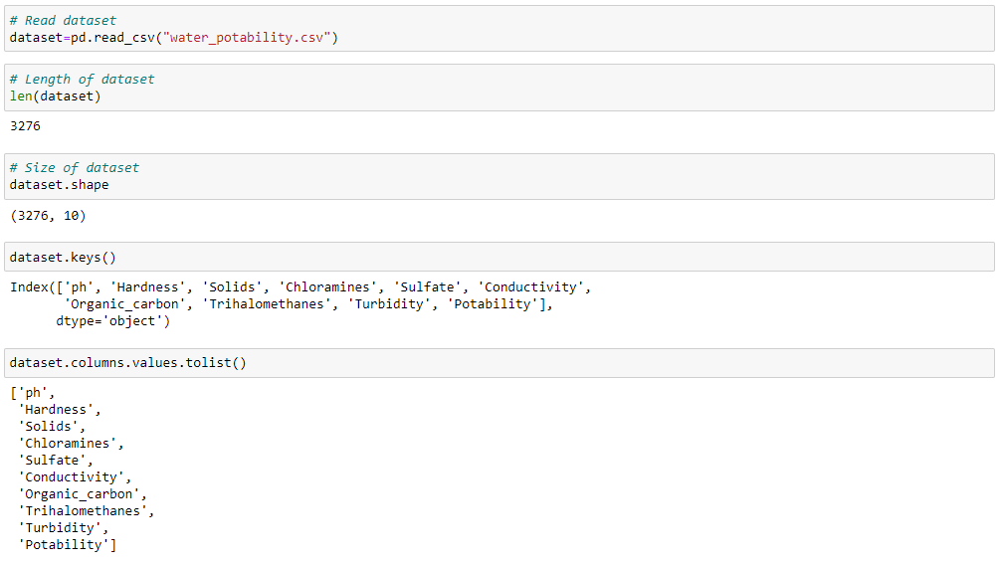 # Read dataset
dataset=pd.read_csv("water_potability.csv")
# Length of dataset
len(dataset)
3276
# Size of dataset
dataset.shape
(3276, 10)
dataset.keys()
Index(['ph', 'Hardness', 'Solids', 'Chloramines', 'Sulfate', 'Conductivity',
       'Organic_carbon', 'Trihalomethanes', 'Turbidity', 'Potability'],
      dtype='object')
dataset.columns.values.tolist()
['ph',
 'Hardness',
 'Solids',
 'Chloramines',
 'Sulfate',
 'Conductivity',
 'Organic_carbon',
 'Trihalomethanes',
 'Turbidity',
 'Potability']